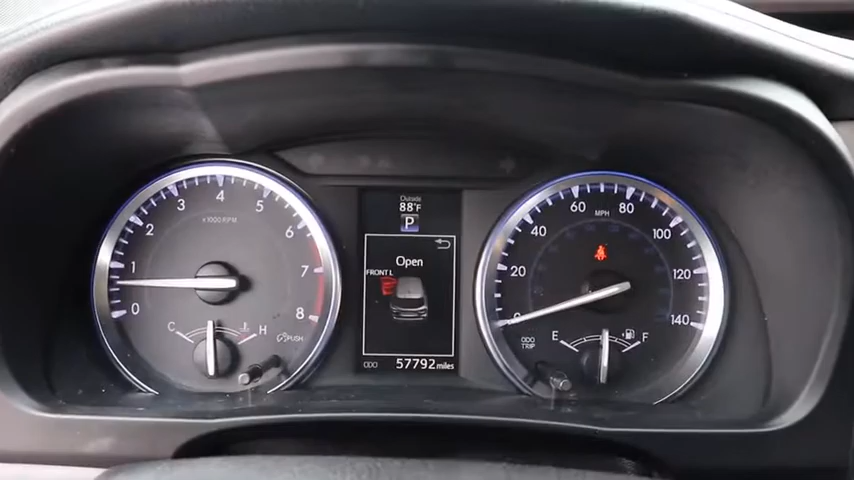 Outside
88°F
P
Open
FRONT L
ODO 57792 miles
0 1 2 3 4 5 6 7 8
×1000 RPM
C H
PUSH
0 20 40 60 80 100 120 140
MPH
ODO
TRIP
E F